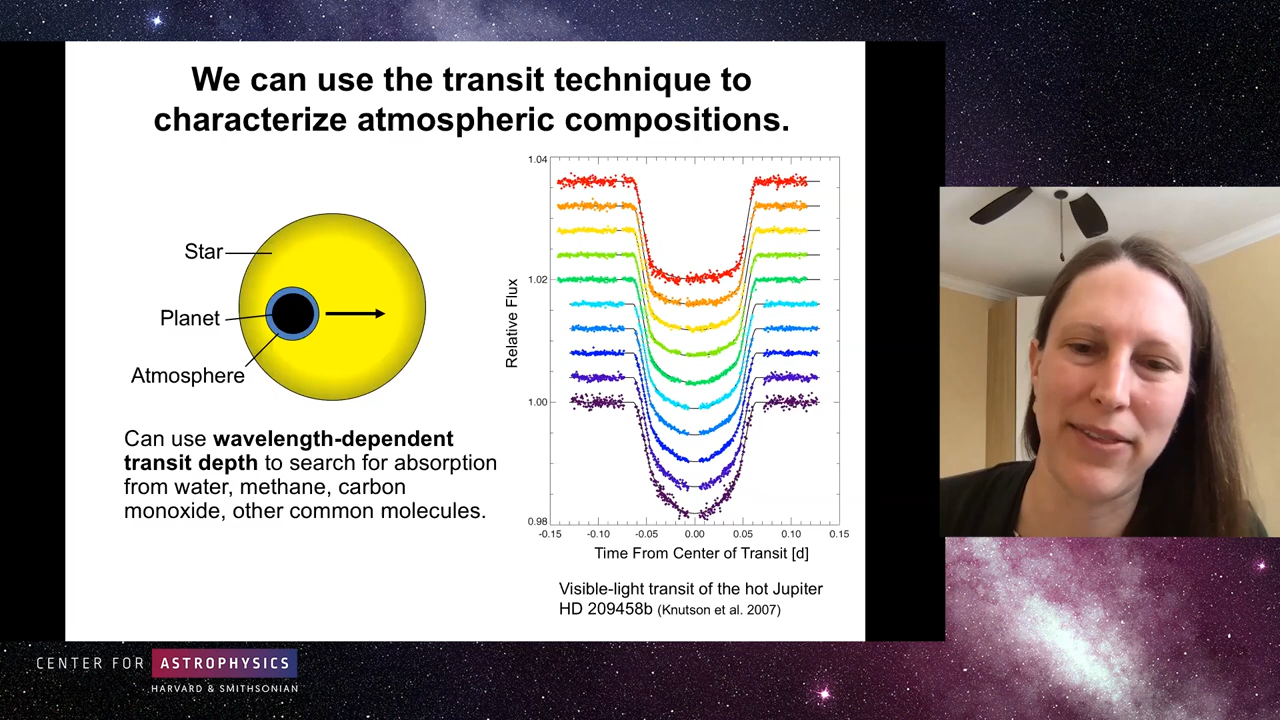 We can use the transit technique to
characterize atmospheric compositions.
Star
Planet
Atmosphere
Can use wavelength-dependent
transit depth to search for absorption
from water, methane, carbon
monoxide, other common molecules.
1.04
1.02
1.00
0.98
Relative Flux
-0.15 -0.10 -0.05 0.00 0.05 0.10 0.15
Time From Center of Transit [d]
Visible-light transit of the hot Jupiter
HD 209458b (Knutson et al. 2007)
CENTER FOR ASTROPHYSICS
HARVARD & SMITHSONIAN